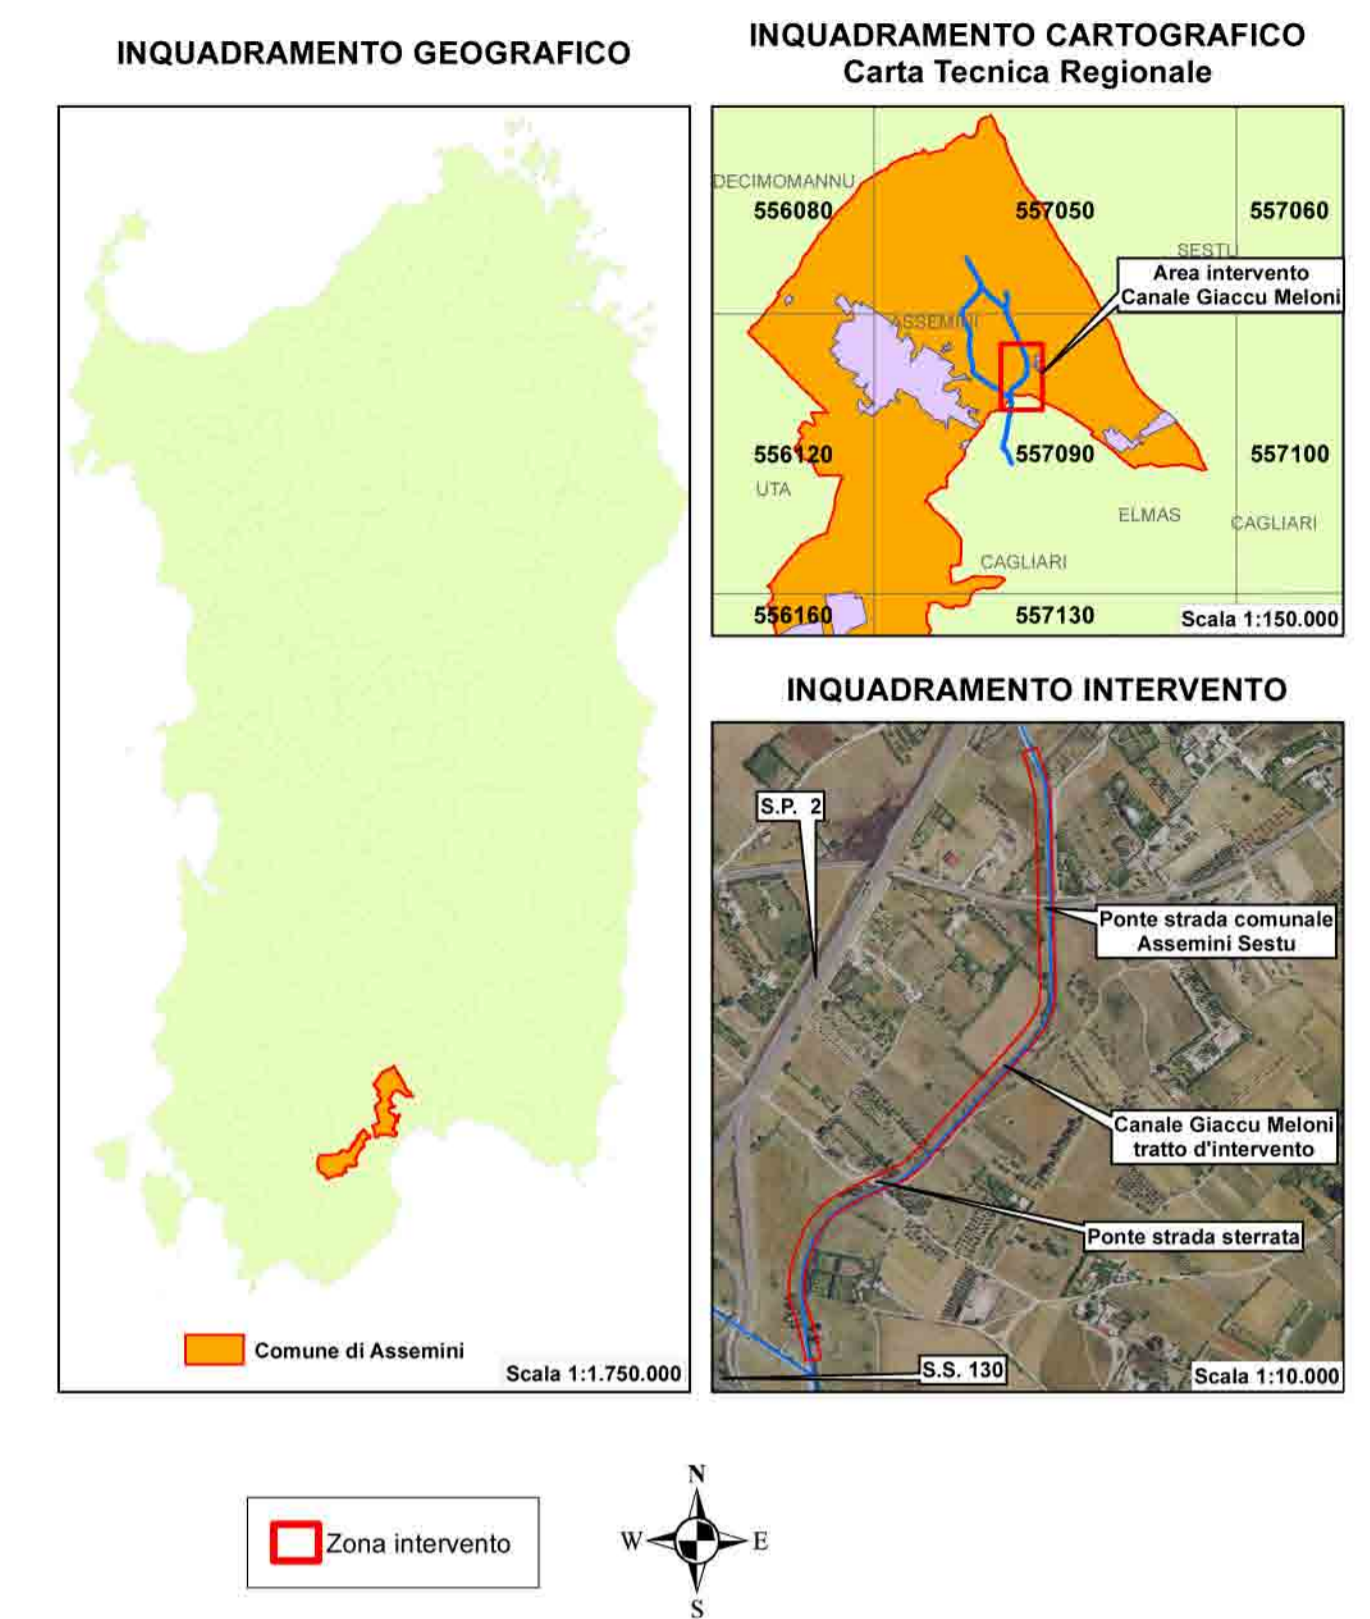 INQUADRAMENTO GEOGRAFICO
Comune di Assemini
Scala 1:1.750.000
INQUADRAMENTO CARTOGRAFICO
Carta Tecnica Regionale
DECIMOMANNU
556080
557050
557060
SESTU
Area intervento
Canale Giaccu Meloni
ASSEMINI
556120
557090
557100
UTA
ELMAS
CAGLIARI
CAGLIARI
556160
557130
Scala 1:150.000
INQUADRAMENTO INTERVENTO
S.P. 2
Ponte strada comunale
Assemini Sestu
Canale Giaccu Meloni
tratto d'intervento
Ponte strada sterrata
S.S. 130
Scala 1:10.000
Zona intervento
N
W
E
S